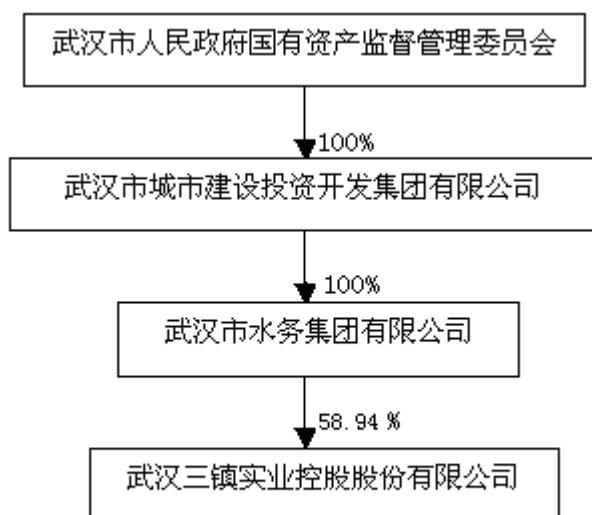 武汉市人民政府国有资产监督管理委员会
100%
武汉市城市建设投资开发集团有限公司
100%
武汉市水务集团有限公司
58.94%
武汉三镇实业控股股份有限公司